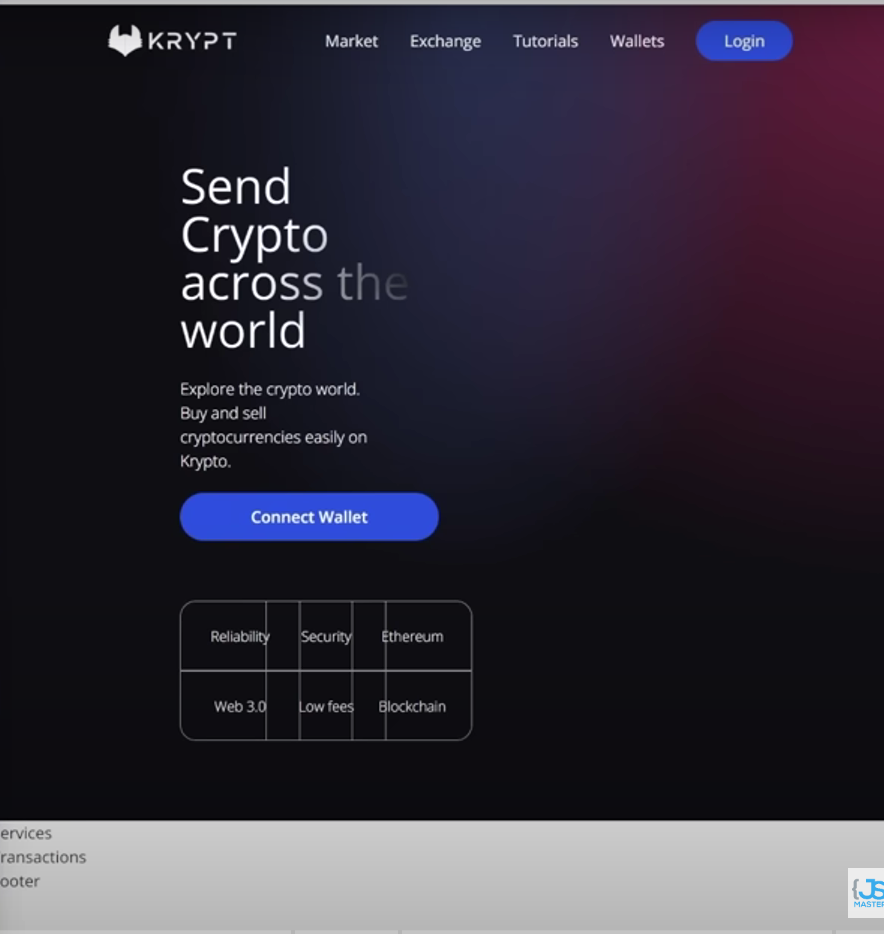 KRYPT
Market Exchange Tutorials Wallets Login
Send
Crypto
across the
world
Explore the crypto world.
Buy and sell
cryptocurrencies easily on
Krypto.
Connect Wallet
Reliability Security Ethereum
Web 3.0 Low fees Blockchain
ervices
ransactions
ooter
{JS
MASTER